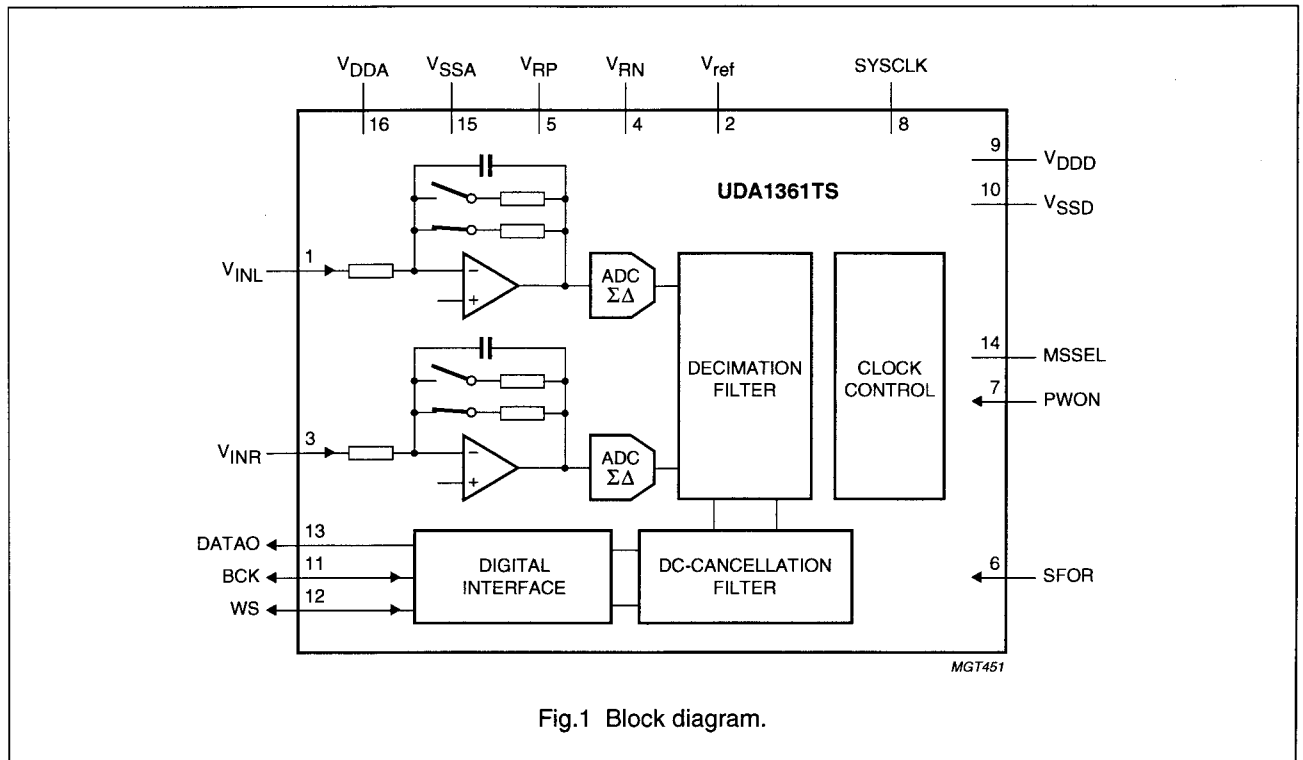 VDDA VSSA VRP VRN Vref SYSCLK
16 15 5 4 2 8
9 VDDD
UDA1361TS
10 VSSD
VINL 1
− +
ADC ΣΔ
DECIMATION FILTER
CLOCK CONTROL
14 MSSEL
7 PWON
VINR 3
− +
ADC ΣΔ
DATAO 13
BCK 11
WS 12
DIGITAL INTERFACE
DC-CANCELLATION FILTER
6 SFOR
MGT451
Fig.1 Block diagram.